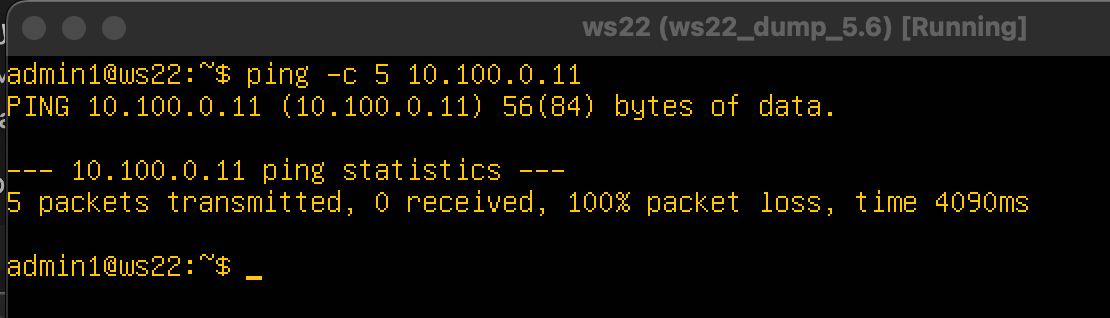 ws22 (ws22_dump_5.6) [Running]
admin1@ws22:~$ ping -c 5 10.100.0.11
PING 10.100.0.11 (10.100.0.11) 56(84) bytes of data.
--- 10.100.0.11 ping statistics ---
5 packets transmitted, 0 received, 100% packet loss, time 4090ms
admin1@ws22:~$ _